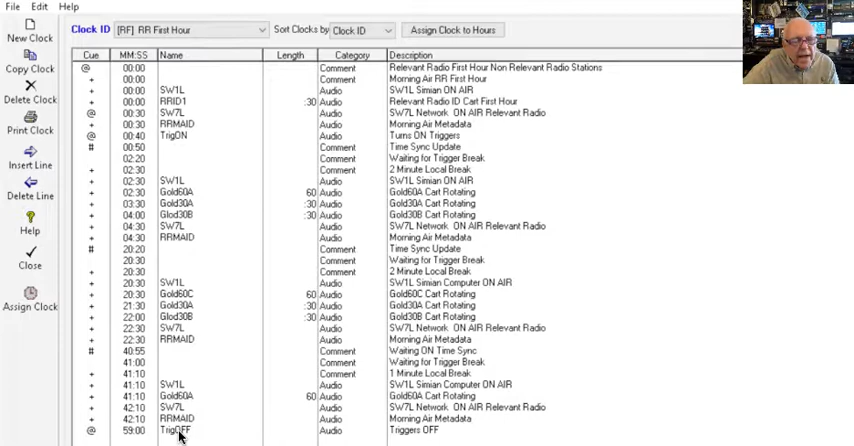 File Edit Help
New Clock
Copy Clock
Delete Clock
Print Clock
Insert Line
Delete Line
Help
Close
Assign Clock
Clock ID [RF] RR First Hour Sort Clocks by Clock ID Assign Clock to Hours
Cue MM:SS Name Length Category Description
@ 00:00 Comment Relevant Radio First Hour Non Relevant Radio Stations
+ 00:00 Comment Morning Air RR First Hour
+ 00:00 SW1L Audio SW1L Simian ON AIR
+ 00:00 RRID1 :30 Audio Relevant Radio ID Cart First Hour
@ 00:30 SW7L Audio SW7L Network ON AIR Relevant Radio
+ 00:30 RRMAID Audio Morning Air Metadata
@ 00:40 TrigON Audio Turns ON Triggers
# 00:50 Comment Time Sync Update
02:20 Comment Waiting for Trigger Break
+ 02:30 Comment 2 Minute Local Break
+ 02:30 SW1L Audio SW1L Simian ON AIR
+ 02:30 Gold60A 60 Audio Gold60A Cart Rotating
+ 03:30 Gold30A :30 Audio Gold30A Cart Rotating
+ 04:00 Glod30B :30 Audio Gold30B Cart Rotating
+ 04:30 SW7L Audio SW7L Network ON AIR Relevant Radio
+ 04:30 RRMAID Audio Morning Air Metadata
# 20:20 Comment Time Sync Update
20:30 Comment Waiting for Trigger Break
+ 20:30 Comment 2 Minute Local Break
+ 20:30 SW1L Audio SW1L Simian Computer ON AIR
+ 20:30 Gold60C 60 Audio Gold60C Cart Rotating
+ 21:30 Gold30A :30 Audio Gold30A Cart Rotating
+ 22:00 Glod30B :30 Audio Gold30B Cart Rotating
+ 22:30 SW7L Audio SW7L Network ON AIR Relevant Radio
+ 22:30 RRMAID Audio Morning Air Metadata
# 40:55 Comment Waiting ON Time Sync
41:00 Comment Waiting for Trigger Break
+ 41:10 Comment 1 Minute Local Break
+ 41:10 SW1L Audio SW1L Simian Computer ON AIR
+ 41:10 Gold60A 60 Audio Gold60A Cart Rotating
+ 42:10 SW7L Audio SW7L Network ON AIR Relevant Radio
+ 42:10 RRMAID Audio Morning Air Metadata
@ 59:00 TrigOFF Audio Triggers OFF